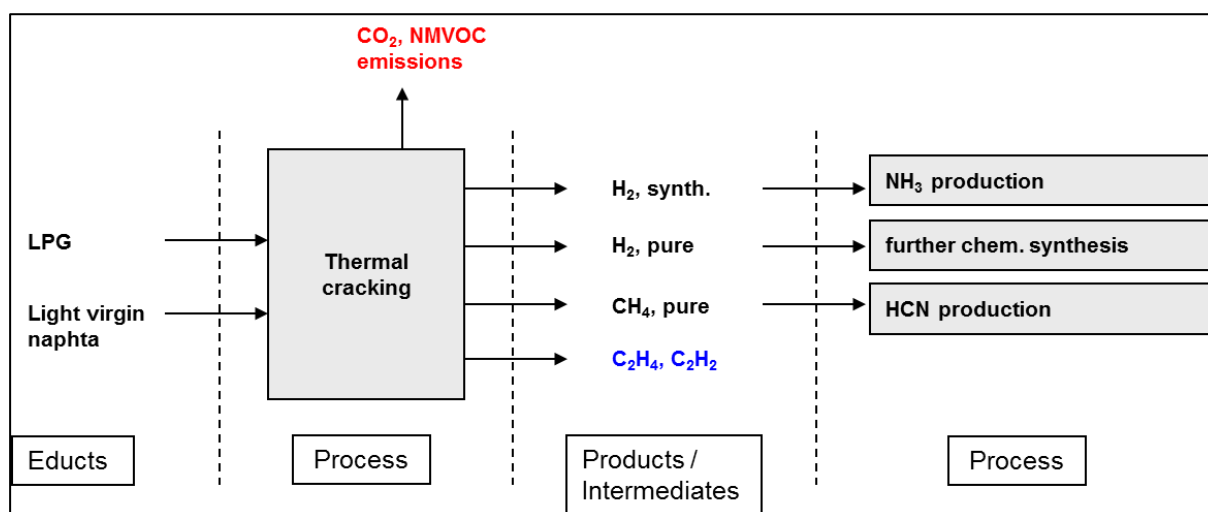 CO₂, NMVOC
emissions
LPG
Light virgin
naphta
Thermal
cracking
H₂, synth.
H₂, pure
CH₄, pure
C₂H₄, C₂H₂
NH₃ production
further chem. synthesis
HCN production
Educts
Process
Products /
Intermediates
Process